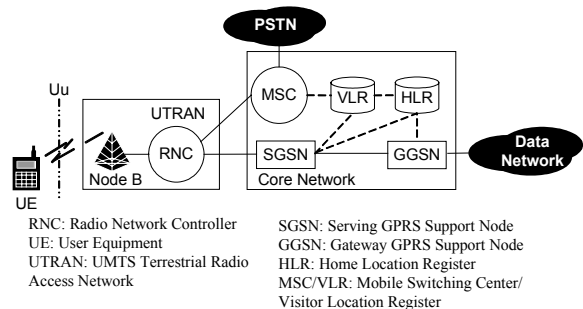 PSTN
Uu
UTRAN
MSC
VLR
HLR
RNC
SGSN
GGSN
Data
Network
Node B
Core Network
UE
RNC: Radio Network Controller
UE: User Equipment
UTRAN: UMTS Terrestrial Radio
Access Network
SGSN: Serving GPRS Support Node
GGSN: Gateway GPRS Support Node
HLR: Home Location Register
MSC/VLR: Mobile Switching Center/
Visitor Location Register